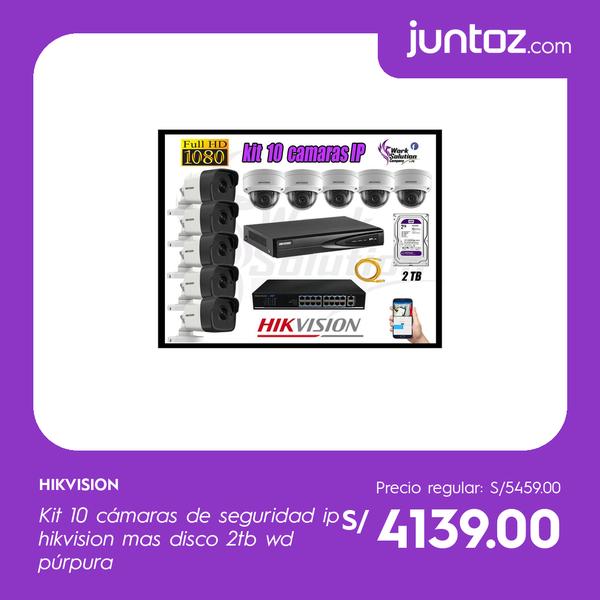 juntoz.com
Full HD
1080
kit 10 camaras IP
Work
Solution
Company
2 TB
HIKVISION
HIKVISION
Kit 10 cámaras de seguridad ip
hikvision mas disco 2tb wd
púrpura
Precio regular: S/5459.00
S/ 4139.00